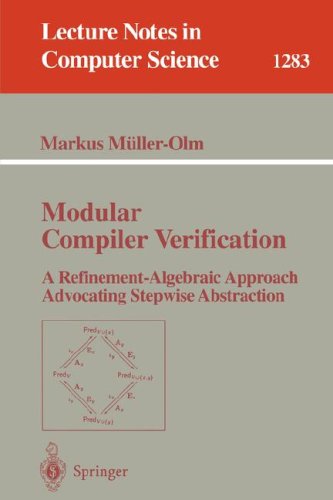 Lecture Notes in
Computer Science 1283
Markus Müller-Olm
Modular
Compiler Verification
A Refinement-Algebraic Approach
Advocating Stepwise Abstraction
Springer